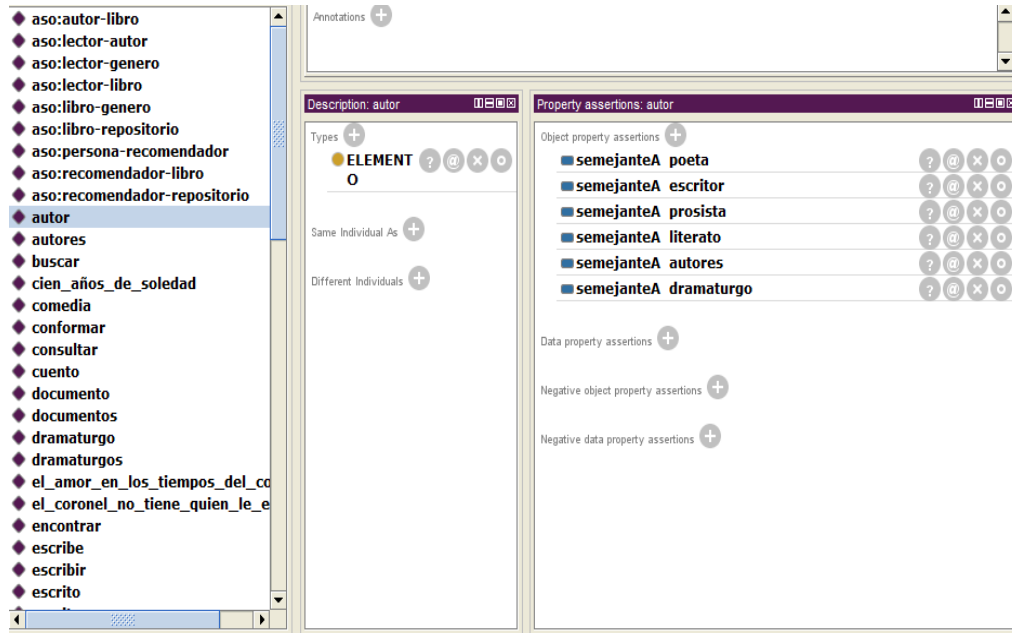 aso:autor-libro
aso:lector-autor
aso:lector-genero
aso:lector-libro
aso:libro-genero
aso:libro-repositorio
aso:persona-recomendador
aso:recomendador-libro
aso:recomendador-repositorio
autor
autores
buscar
cien_años_de_soledad
comedia
conformar
consultar
cuento
documento
documentos
dramaturgo
dramaturgos
el_amor_en_los_tiempos_del_co
el_coronel_no_tiene_quien_le_e
encontrar
escribe
escribir
escrito
Annotations
Description: autor
Types
ELEMENT
O
Same Individual As
Different Individuals
Property assertions: autor
Object property assertions
semejanteA poeta
semejanteA escritor
semejanteA prosista
semejanteA literato
semejanteA autores
semejanteA dramaturgo
Data property assertions
Negative object property assertions
Negative data property assertions